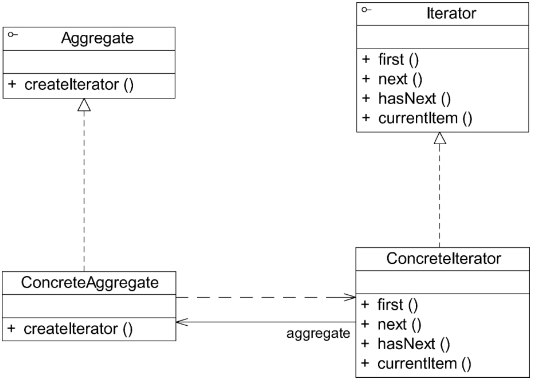 Aggregate
+ createIterator ()
Iterator
+ first ()
+ next ()
+ hasNext ()
+ currentItem ()
ConcreteAggregate
+ createIterator ()
aggregate
ConcreteIterator
+ first ()
+ next ()
+ hasNext ()
+ currentItem ()